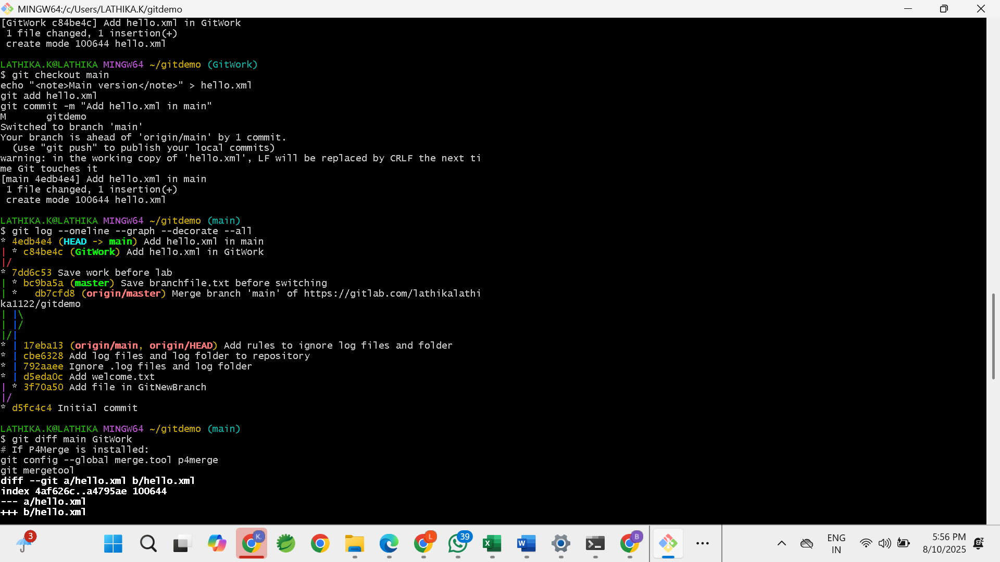 MINGW64:/c/Users/LATHIKA.K/gitdemo
[GitWork c84be4c] Add hello.xml in GitWork
 1 file changed, 1 insertion(+)
 create mode 100644 hello.xml

LATHIKA.K@LATHIKA MINGW64 ~/gitdemo (GitWork)
$ git checkout main
echo "<note>Main version</note>" > hello.xml
git add hello.xml
git commit -m "Add hello.xml in main"
M       gitdemo
Switched to branch 'main'
Your branch is ahead of 'origin/main' by 1 commit.
  (use "git push" to publish your local commits)
warning: in the working copy of 'hello.xml', LF will be replaced by CRLF the next ti
me Git touches it
[main 4edb4e4] Add hello.xml in main
 1 file changed, 1 insertion(+)
 create mode 100644 hello.xml

LATHIKA.K@LATHIKA MINGW64 ~/gitdemo (main)
$ git log --oneline --graph --decorate --all
* 4edb4e4 (HEAD -> main) Add hello.xml in main
| * c84be4c (GitWork) Add hello.xml in GitWork
|/
* 7dd6c53 Save work before lab
| * bc9ba5a (master) Save branchfile.txt before switching
| *   db7cfd8 (origin/master) Merge branch 'main' of https://gitlab.com/lathikalathi
ka1122/gitdemo
| |\
| |/
|/|
* | 17eba13 (origin/main, origin/HEAD) Add rules to ignore log files and folder
* | cbe6328 Add log files and log folder to repository
* | 792aaee Ignore .log files and log folder
* | d5eda0c Add welcome.txt
| * 3f70a50 Add file in GitNewBranch
|/
* d5fc4c4 Initial commit

LATHIKA.K@LATHIKA MINGW64 ~/gitdemo (main)
$ git diff main GitWork
# If P4Merge is installed:
git config --global merge.tool p4merge
git mergetool
diff --git a/hello.xml b/hello.xml
index 4af626c..a4795ae 100644
--- a/hello.xml
+++ b/hello.xml
3
K.
L
39
B
ENG
IN
5:56 PM
8/10/2025